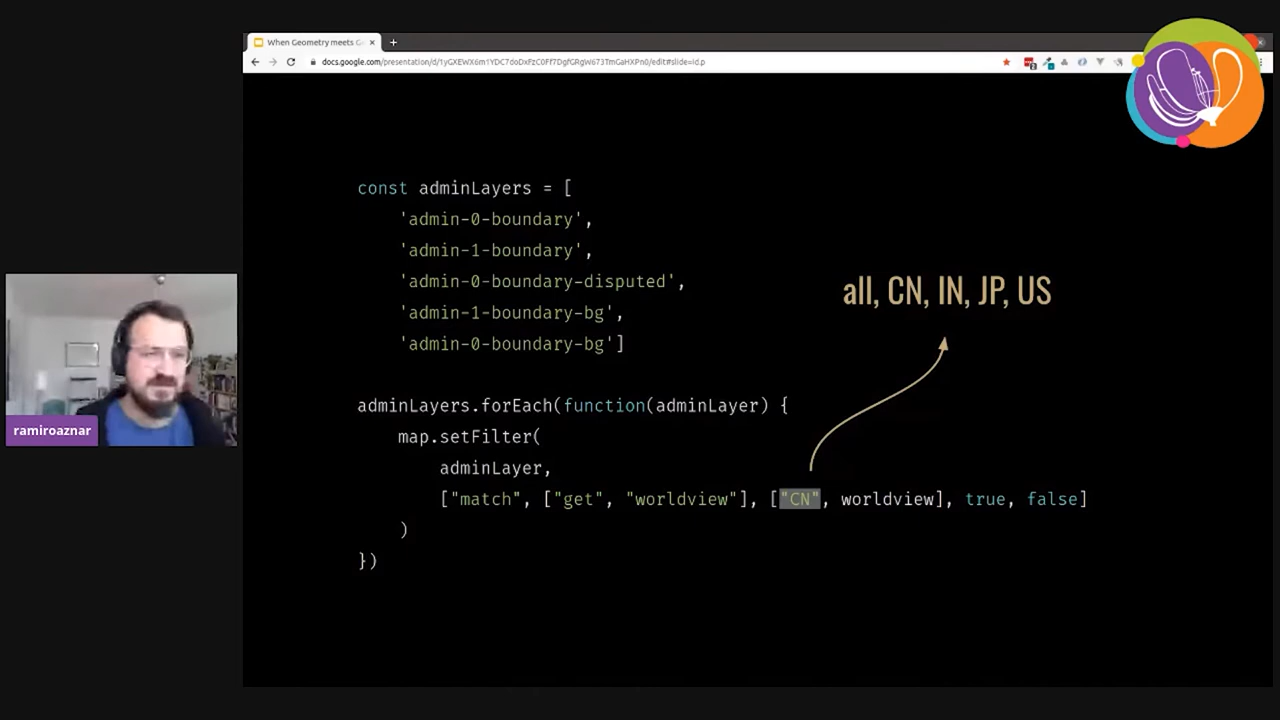 When Geometry meets G
docs.google.com/presentation/d/1yGXEWX6m1YDC7doDxFzC0Ff7DgfGRgW673TmGaHXPn0/edit#slide=id.p
const adminLayers = [
'admin-0-boundary',
'admin-1-boundary',
'admin-0-boundary-disputed',
'admin-1-boundary-bg',
'admin-0-boundary-bg']
all, CN, IN, JP, US
adminLayers.forEach(function(adminLayer) {
map.setFilter(
adminLayer,
["match", ["get", "worldview"], ["CN", worldview], true, false]
)
})
ramiroaznar